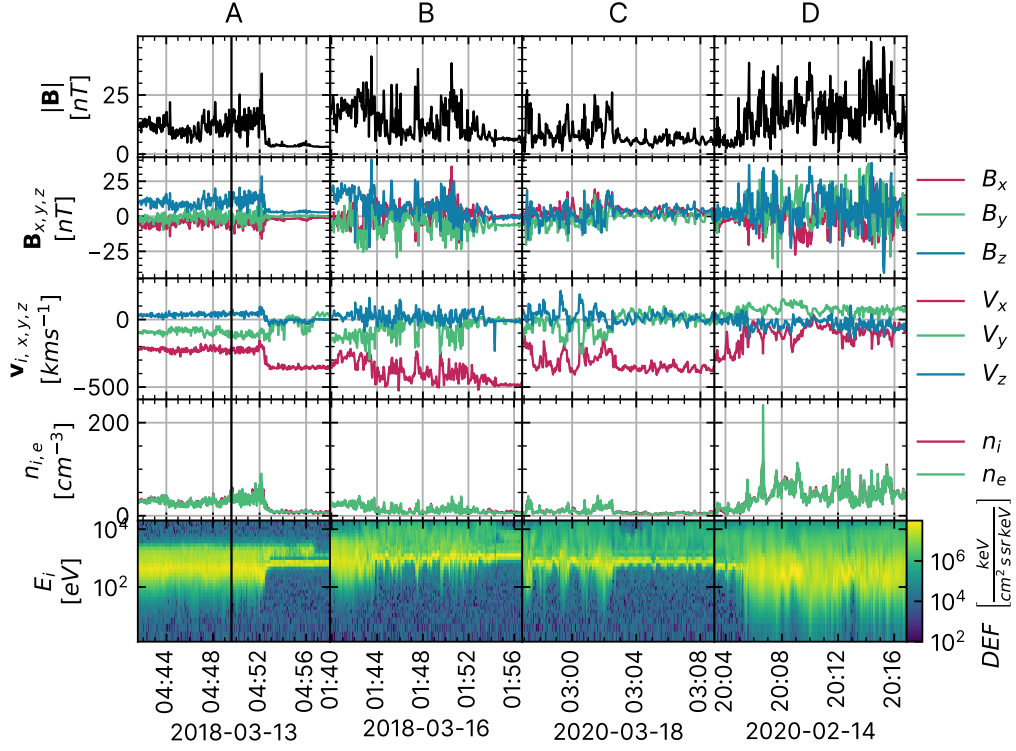 A B C D
|B| [nT]
25
0
B_{x,y,z} [nT]
25
0
−25
B_x
B_y
B_z
v_{i, x,y,z} [kms^{−1}]
0
−500
V_x
V_y
V_z
n_{i,e} [cm^{−3}]
200
0
n_i
n_e
E_i [eV]
10^4
10^2
10^6
10^4
10^2
DEF [keV / cm^2 s sr keV]
04:44 04:48 04:52 04:56 01:40 01:44 01:48 01:52 01:56 03:00 03:04 03:08 20:04 20:08 20:12 20:16
2018-03-13 2018-03-16 2020-03-18 2020-02-14